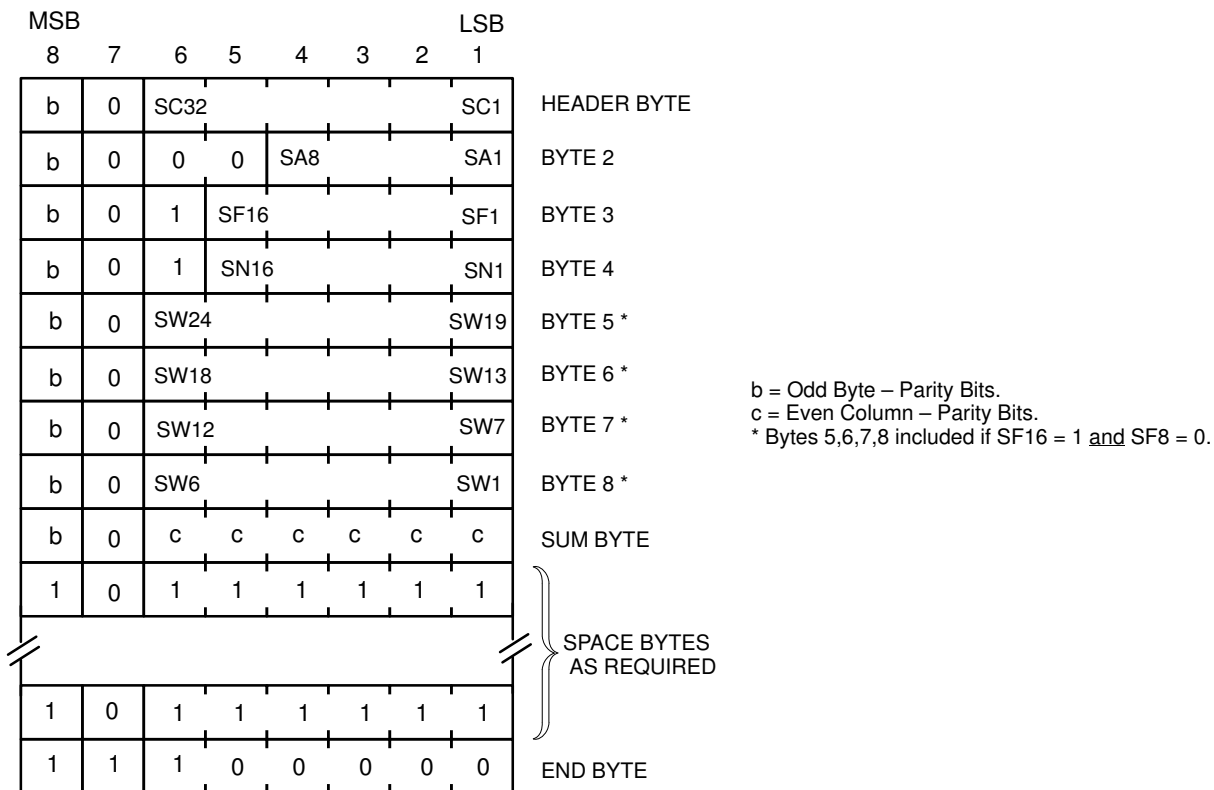 MSB LSB
8 7 6 5 4 3 2 1
b 0 SC32 SC1 HEADER BYTE
b 0 0 0 SA8 SA1 BYTE 2
b 0 1 SF16 SF1 BYTE 3
b 0 1 SN16 SN1 BYTE 4
b 0 SW24 SW19 BYTE 5 *
b 0 SW18 SW13 BYTE 6 *
b 0 SW12 SW7 BYTE 7 *
b 0 SW6 SW1 BYTE 8 *
b 0 c c c c c c SUM BYTE
1 0 1 1 1 1 1 1
SPACE BYTES
AS REQUIRED
1 0 1 1 1 1 1 1
1 1 1 0 0 0 0 0 END BYTE
b = Odd Byte – Parity Bits.
c = Even Column – Parity Bits.
* Bytes 5,6,7,8 included if SF16 = 1 and SF8 = 0.